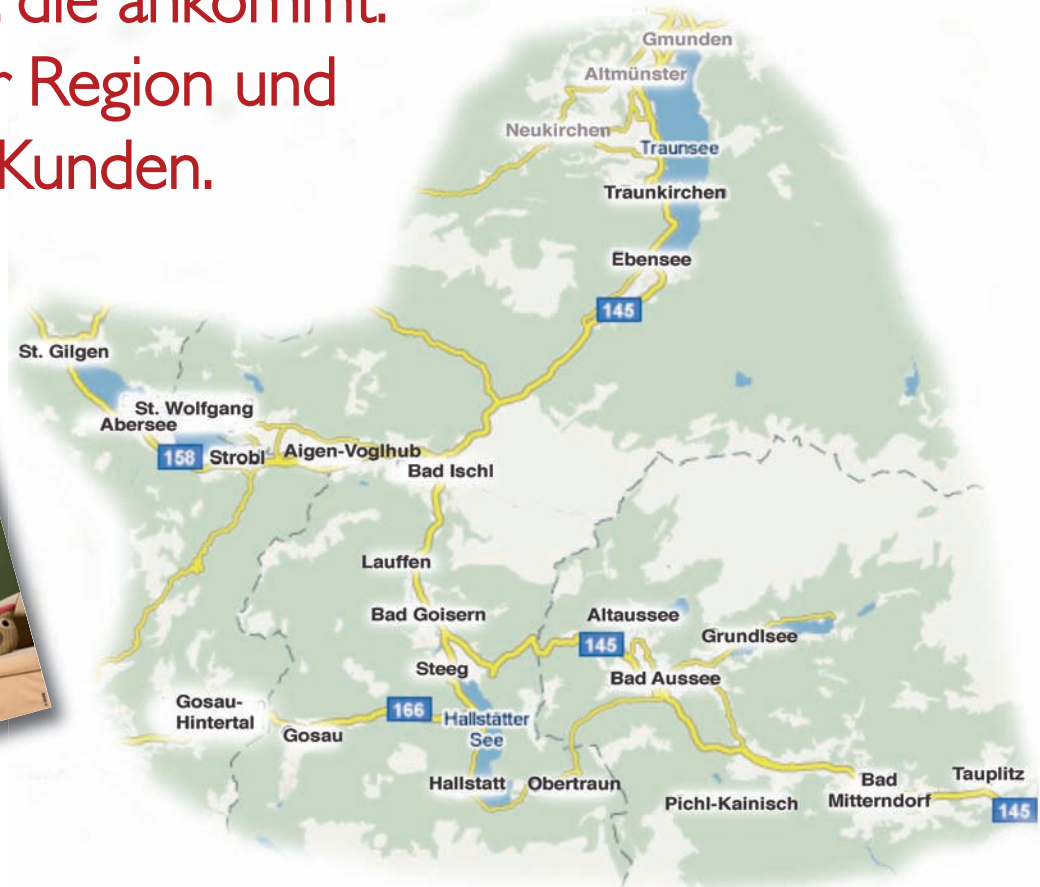 die ankommt.
Region und
Kunden.
Gmunden
Altmünster
Neukirchen
Traunsee
Traunkirchen
Ebensee
145
St. Gilgen
St. Wolfgang
Abersee
158
Strobl
Aigen-Voglhub
Bad Ischl
Lauffen
Bad Goisern
Altaussee
145
Grundlsee
Steeg
Bad Aussee
Gosau-
Hintertal
166
Hallstätter
See
Gosau
Hallstatt
Obertraun
Pichl-Kainisch
Bad
Mitterndorf
Tauplitz
145